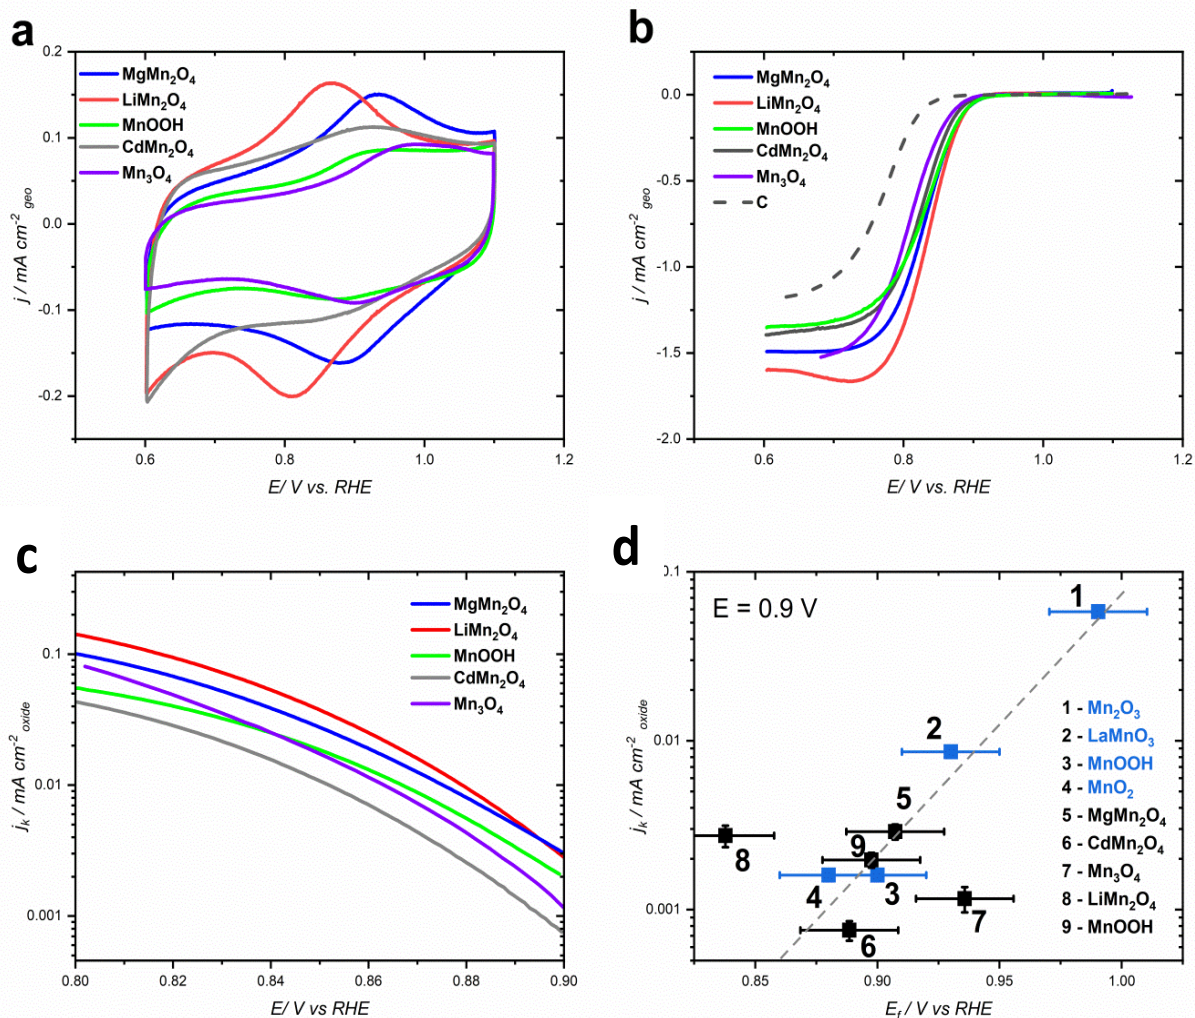 a
0.2
0.1
0.0
-0.1
-0.2
j / mA cm⁻² geo
MgMn₂O₄
LiMn₂O₄
MnOOH
CdMn₂O₄
Mn₃O₄
0.6
0.8
1.0
1.2
E/ V vs. RHE
b
0.0
-0.5
-1.0
-1.5
-2.0
j / mA cm⁻² geo
MgMn₂O₄
LiMn₂O₄
MnOOH
CdMn₂O₄
Mn₃O₄
C
0.6
0.8
1.0
1.2
E/ V vs. RHE
c
0.1
0.01
0.001
jₖ / mA cm⁻² oxide
MgMn₂O₄
LiMn₂O₄
MnOOH
CdMn₂O₄
Mn₃O₄
0.80
0.82
0.84
0.86
0.88
0.90
E/ V vs RHE
d
0.1
0.01
0.001
jₖ / mA cm⁻² oxide
E = 0.9 V
1
2
5
9
8
4
3
7
6
1 - Mn₂O₃
2 - LaMnO₃
3 - MnOOH
4 - MnO₂
5 - MgMn₂O₄
6 - CdMn₂O₄
7 - Mn₃O₄
8 - LiMn₂O₄
9 - MnOOH
0.85
0.90
0.95
1.00
E_f / V vs RHE